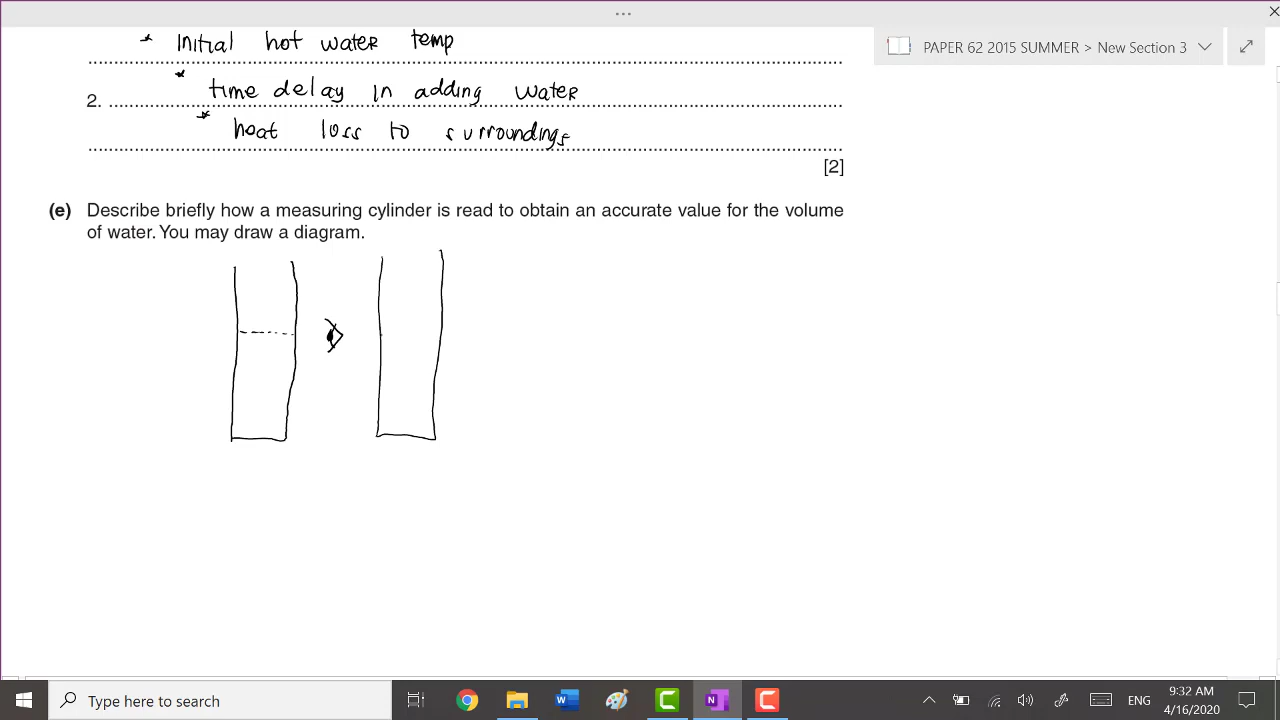 ...
PAPER 62 2015 SUMMER > New Section 3
* Initial hot water temp
* time delay in adding water
2.
* heat loss to surroundings
[2]
(e) Describe briefly how a measuring cylinder is read to obtain an accurate value for the volume
of water. You may draw a diagram.
Type here to search
ENG
9:32 AM
4/16/2020